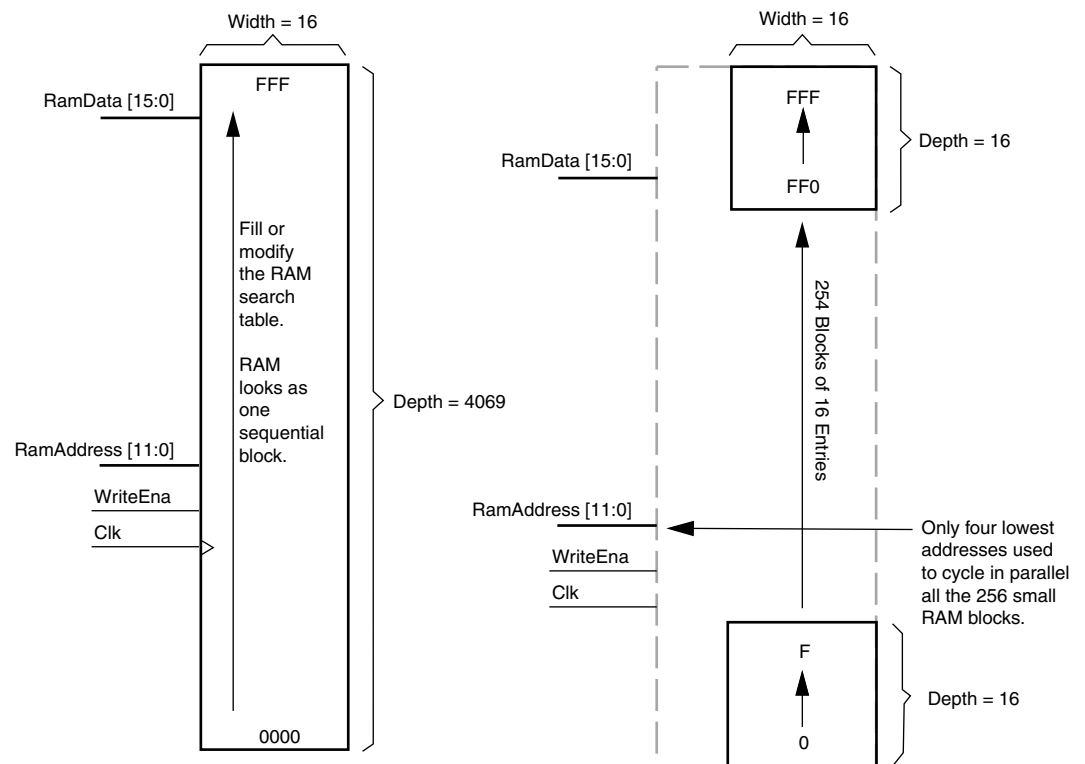 Width = 16
FFF
RamData [15:0]
Fill or
modify
the RAM
search
table.
RAM
looks as
one
sequential
block.
Depth = 4069
RamAddress [11:0]
WriteEna
Clk
0000
Width = 16
FFF
FF0
Depth = 16
RamData [15:0]
254 Blocks of 16 Entries
RamAddress [11:0]
WriteEna
Clk
Only four lowest
addresses used
to cycle in parallel
all the 256 small
RAM blocks.
F
0
Depth = 16